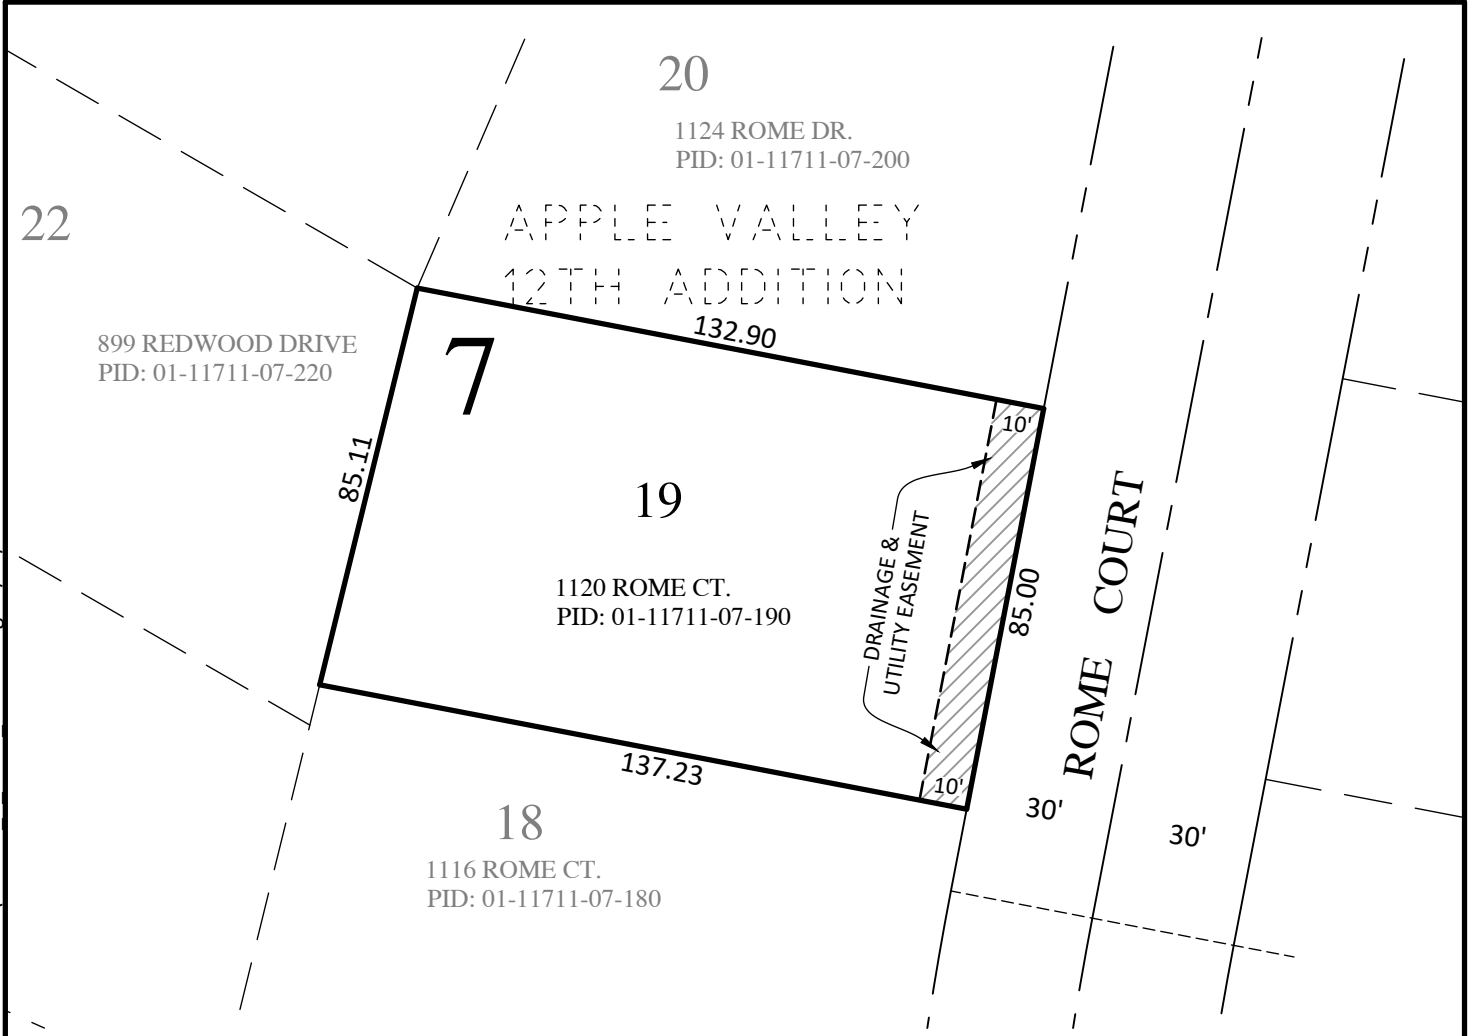 20
1124 ROME DR.
PID: 01-11711-07-200
22
APPLE VALLEY
12TH ADDITION
132.90
899 REDWOOD DRIVE
PID: 01-11711-07-220
7
10'
85.11
19
DRAINAGE &
UTILITY EASEMENT
1120 ROME CT.
PID: 01-11711-07-190
85.00
ROME COURT
137.23
10'
30'
30'
18
1116 ROME CT.
PID: 01-11711-07-180